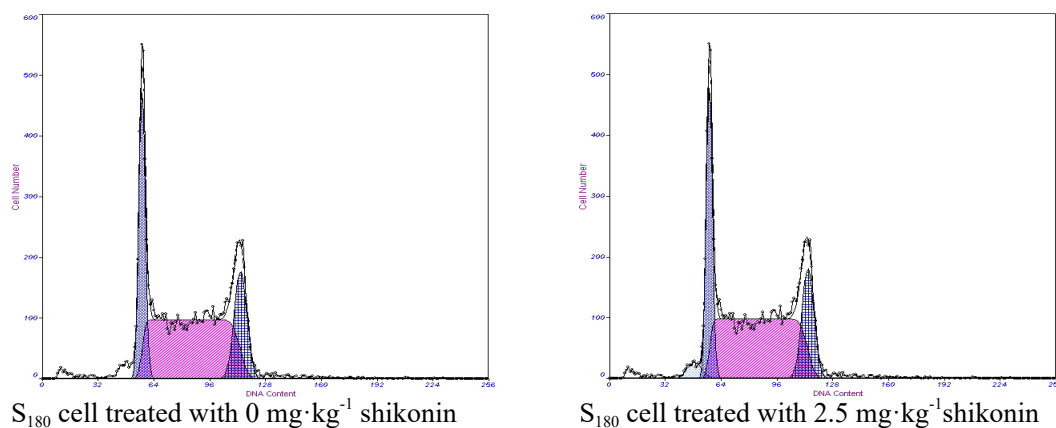 600
500
400
300
200
100
0
Cell Number
0 32 64 96 128 160 192 224 256
DNA Content
S180 cell treated with 0 mg·kg-1 shikonin
600
500
400
300
200
100
0
Cell Number
0 32 64 96 128 160 192 224 25
DNA Content
S180 cell treated with 2.5 mg·kg-1shikonin